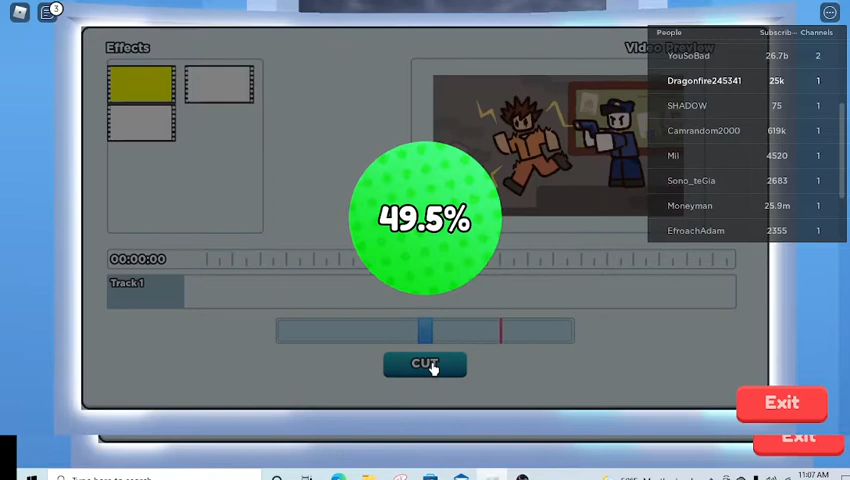 3
Effects
Video Preview
People Subscrib··· Channels
YouSoBad 26.7b 2
Dragonfire245341 25k 1
SHADOW 75 1
Camrandom2000 619k 1
Mil 4520 1
Sono_teGia 2683 1
Moneyman 25.9m 1
EfroachAdam 2355 1
49.5%
00:00:00
Track 1
CUT
Exit
Exit
Type here to search
11:07 AM